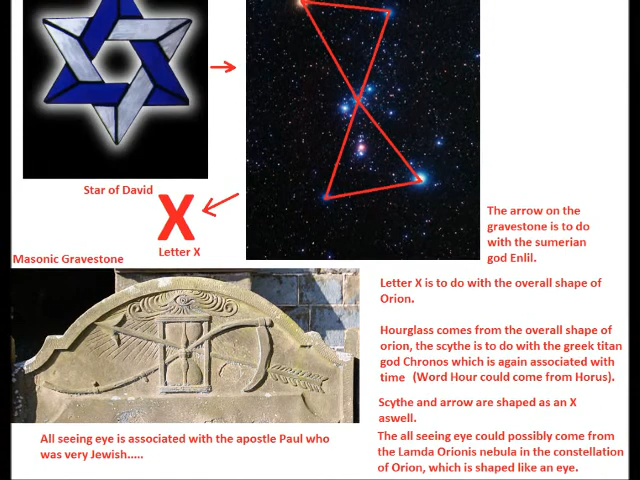 Star of David
X
Letter X
Masonic Gravestone
The arrow on the
gravestone is to do
with the sumerian
god Enlil.
Letter X is to do with the overall shape of
Orion.
Hourglass comes from the overall shape of
orion, the scythe is to do with the greek titan
god Chronos which is again associated with
time (Word Hour could come from Horus).
Scythe and arrow are shaped as an X
aswell.
All seeing eye is associated with the apostle Paul who
was very Jewish.....
The all seeing eye could possibly come from
the Lamda Orionis nebula in the constellation
of Orion, which is shaped like an eye.